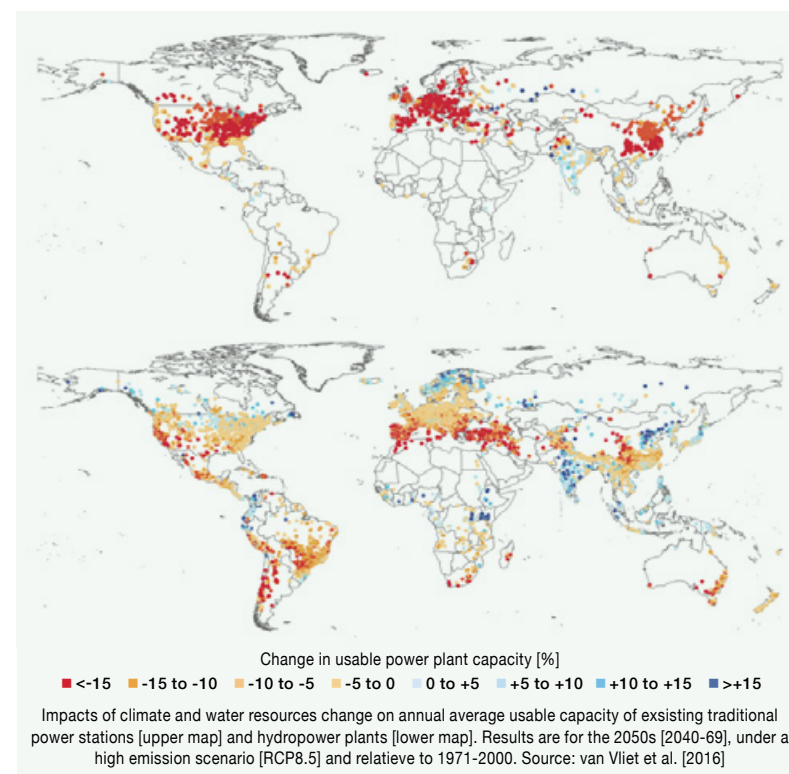 Change in usable power plant capacity [%]
<-15 -15 to -10 -10 to -5 -5 to 0 0 to +5 +5 to +10 +10 to +15 >+15
Impacts of climate and water resources change on annual average usable capacity of exsisting traditional
power stations [upper map] and hydropower plants [lower map]. Results are for the 2050s [2040-69], under a
high emission scenario [RCP8.5] and relatieve to 1971-2000. Source: van Vliet et al. [2016]